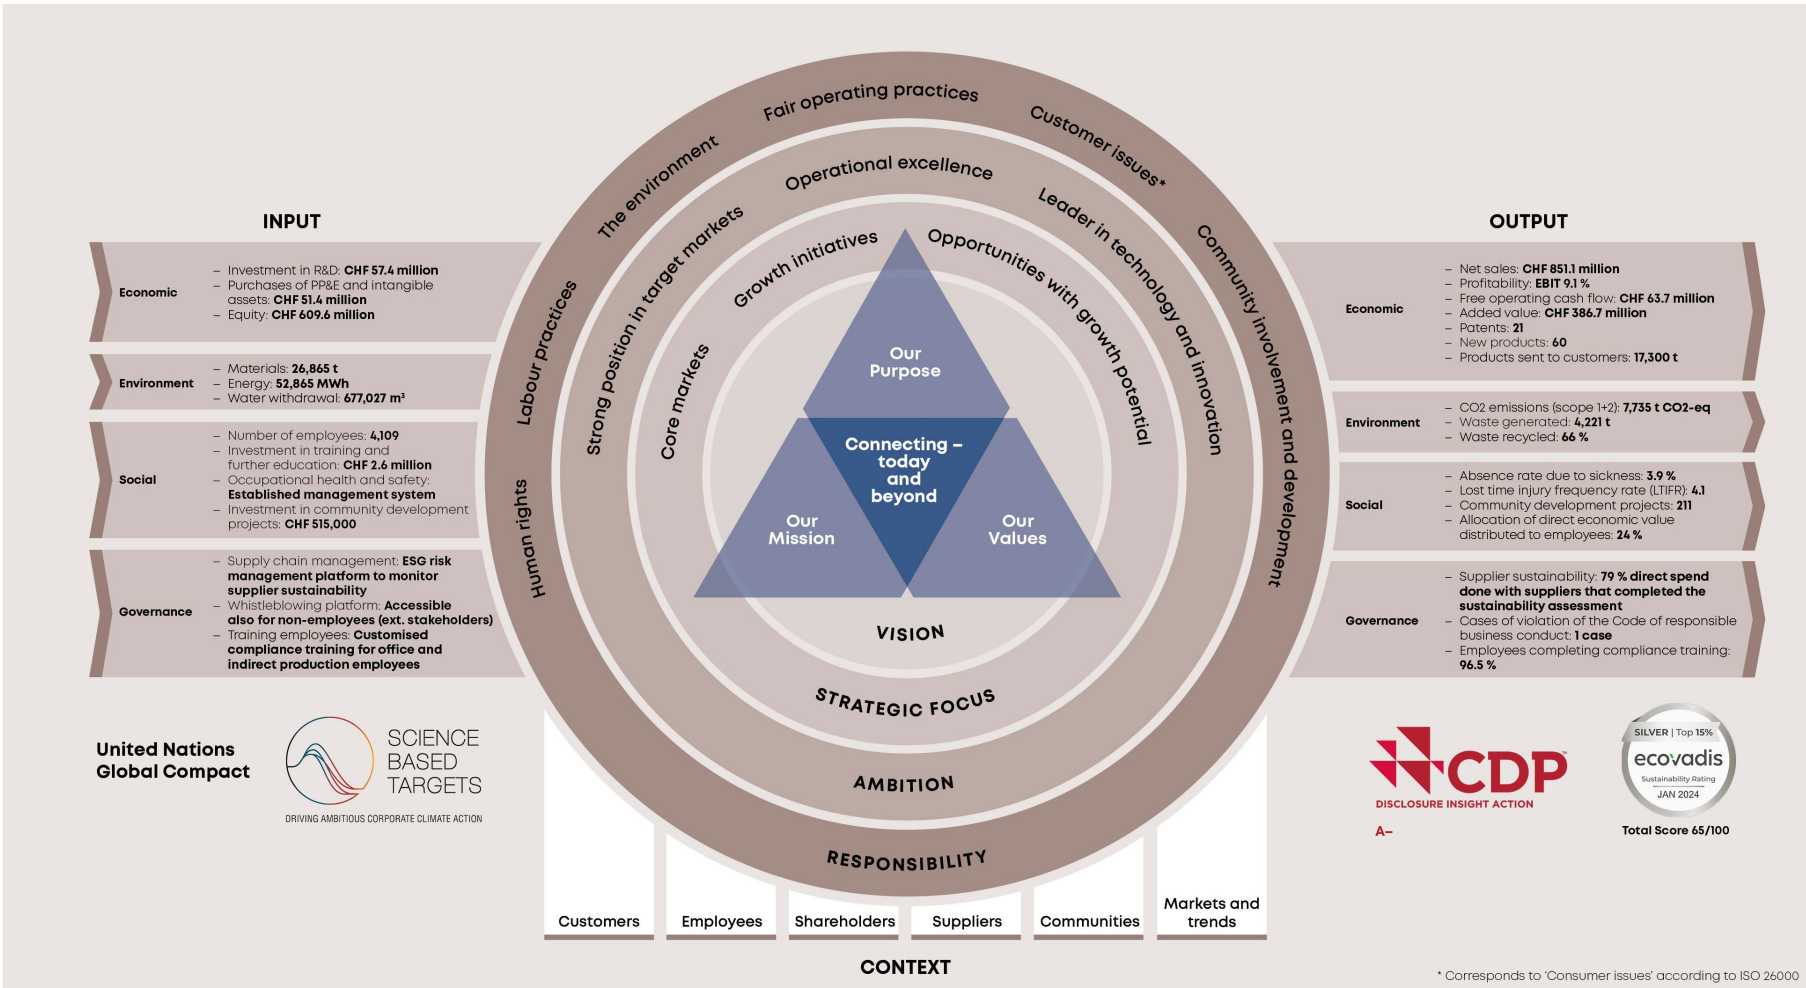 INPUT
Economic
– Investment in R&D: CHF 57.4 million
– Purchases of PP&E and intangible
assets: CHF 51.4 million
– Equity: CHF 609.6 million
Environment
– Materials: 26,865 t
– Energy: 52,865 MWh
– Water withdrawal: 677,027 m³
Social
– Number of employees: 4,109
– Investment in training and
further education: CHF 2.6 million
– Occupational health and safety:
Established management system
– Investment in community development
projects: CHF 515,000
Governance
– Supply chain management: ESG risk
management platform to monitor
supplier sustainability
– Whistleblowing platform: Accessible
also for non-employees (ext. stakeholders)
– Training employees: Customised
compliance training for office and
indirect production employees
United Nations
Global Compact
SCIENCE
BASED
TARGETS
DRIVING AMBITIOUS CORPORATE CLIMATE ACTION
Human rights
Labour practices
The environment
Fair operating practices
Customer issues*
Community involvement and development
Strong position in target markets
Operational excellence
Leader in technology and innovation
Core markets
Growth initiatives
Opportunities with growth potential
Our
Purpose
Connecting –
today
and
beyond
Our
Mission
Our
Values
VISION
STRATEGIC FOCUS
AMBITION
RESPONSIBILITY
Customers
Employees
Shareholders
Suppliers
Communities
Markets and
trends
CONTEXT
OUTPUT
Economic
– Net sales: CHF 851.1 million
– Profitability: EBIT 9.1 %
– Free operating cash flow: CHF 63.7 million
– Added value: CHF 386.7 million
– Patents: 21
– New products: 60
– Products sent to customers: 17,300 t
Environment
– CO2 emissions (scope 1+2): 7,735 t CO2-eq
– Waste generated: 4,221 t
– Waste recycled: 66 %
Social
– Absence rate due to sickness: 3.9 %
– Lost time injury frequency rate (LTIFR): 4.1
– Community development projects: 211
– Allocation of direct economic value
distributed to employees: 24 %
Governance
– Supplier sustainability: 79 % direct spend
done with suppliers that completed the
sustainability assessment
– Cases of violation of the Code of responsible
business conduct: 1 case
– Employees completing compliance training:
96.5 %
CDP
DISCLOSURE INSIGHT ACTION
A–
SILVER | Top 15%
ecovadis
Sustainability Rating
JAN 2024
Total Score 65/100
* Corresponds to 'Consumer issues' according to ISO 26000